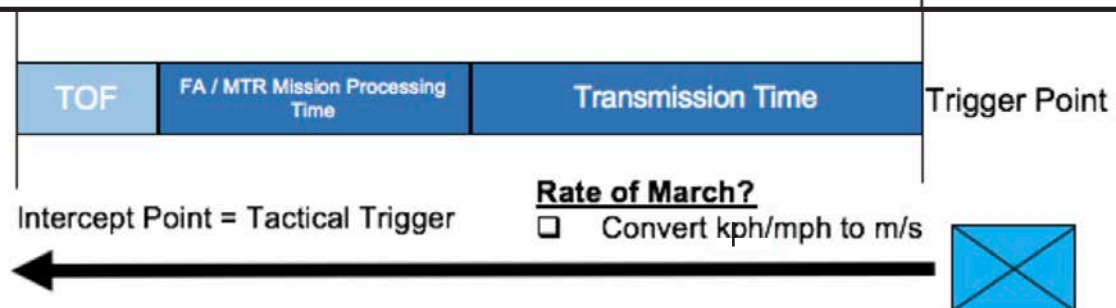 TOF
FA / MTR Mission Processing
Time
Transmission Time
Trigger Point
Rate of March?
Intercept Point = Tactical Trigger
❑ Convert kph/mph to m/s